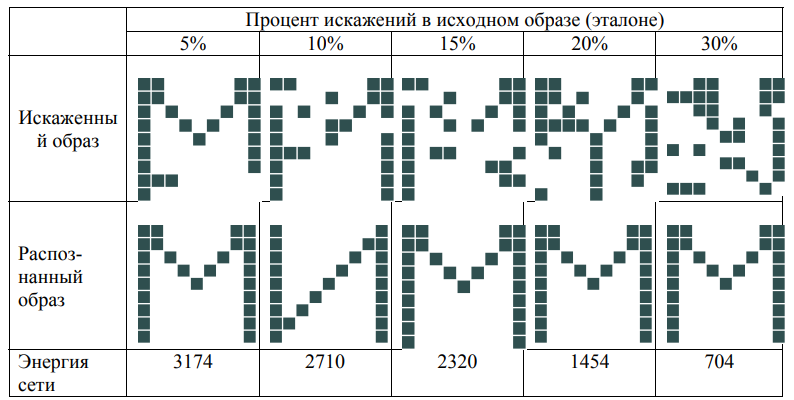 Процент искажений в исходном образе (эталоне)
5% 10% 15% 20% 30%
Искаженны
й образ
Распоз-
нанный
образ
Энергия
сети
3174 2710 2320 1454 704